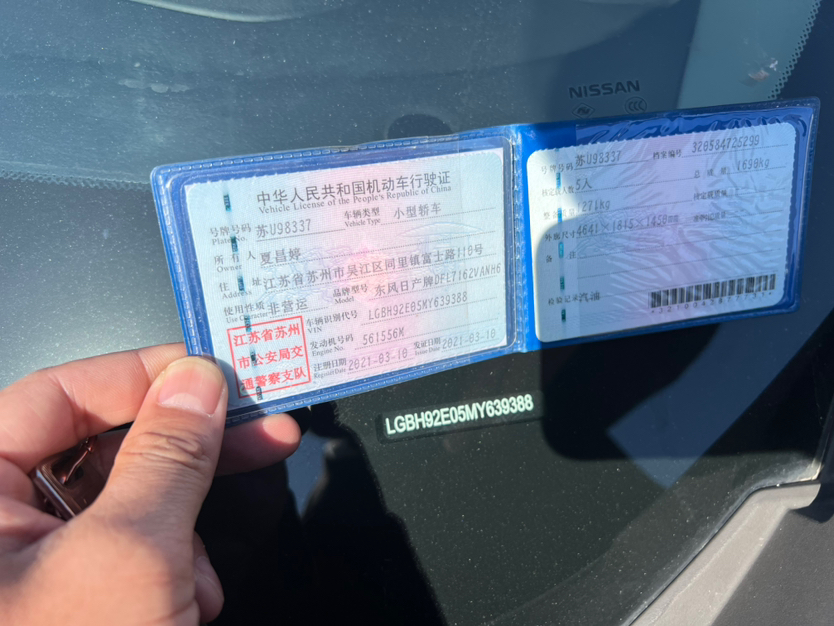 NISSAN
中华人民共和国机动车行驶证
Vehicle License of the People's Republic of China
号牌号码 苏U98337 车辆类型 小型轿车
Plate No. Vehicle Type
所有人 夏昌婷
Owner
住址 江苏省苏州市吴江区同里镇富士路110号
Address
使用性质 非营运 品牌型号 东风日产牌DFL7162VANH6
Use Character Model
江苏省苏州
市公安局交
通警察支队
车辆识别代号 LGBH92E05MY639388
VIN
发动机号码 561556M
Engine No.
注册日期 2021-03-10 发证日期 2021-03-10
Register Date Issue Date
号牌号码 苏U98337 档案编号
核定载人数 5人 总质量 1699kg
1271kg 核定载质量
外廓尺寸 4641×1815×1450mm
备注
检验记录 汽油
LGBH92E05MY639388